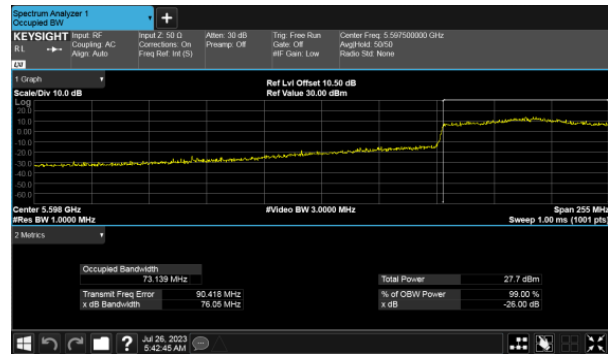 Spectrum Analyzer 1
Occupied BW
+
KEYSIGHT Input: RF Input Z: 50 Ω Atten: 30 dB Trig: Free Run Center Freq: 5.597500000 GHz
RL Coupling: AC Corrections: On Preamp: Off Gate: Off Avg|Hold: 50/50
Align: Auto Freq Ref: Int (S) #IF Gain: Low Radio Std: None
LXI
1 Graph
Ref Lvl Offset 10.50 dB
Scale/Div 10.0 dB Ref Value 30.00 dBm
Log
20.0
10.0
0.00
-10.0
-20.0
-30.0
-40.0
-50.0
-60.0
Center 5.598 GHz #Video BW 3.0000 MHz Span 255 MHz
#Res BW 1.0000 MHz Sweep 1.00 ms (1001 pts)
2 Metrics
Occupied Bandwidth
73.139 MHz Total Power 27.7 dBm
Transmit Freq Error 90.418 MHz % of OBW Power 99.00 %
x dB Bandwidth 76.05 MHz x dB -26.00 dB
? Jul 26, 2023
5:42:45 AM